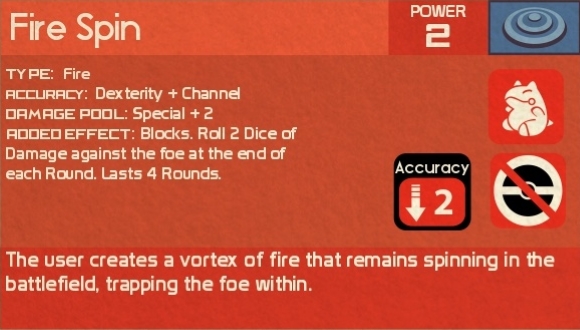 Fire Spin
POWER
2
TYPE: Fire
ACCURACY: Dexterity + Channel
DAMAGE POOL: Special + 2
ADDED EFFECT: Blocks. Roll 2 Dice of
Damage against the foe at the end of
each Round. Lasts 4 Rounds.
Accuracy
2
The user creates a vortex of fire that remains spinning in the
battlefield, trapping the foe within.